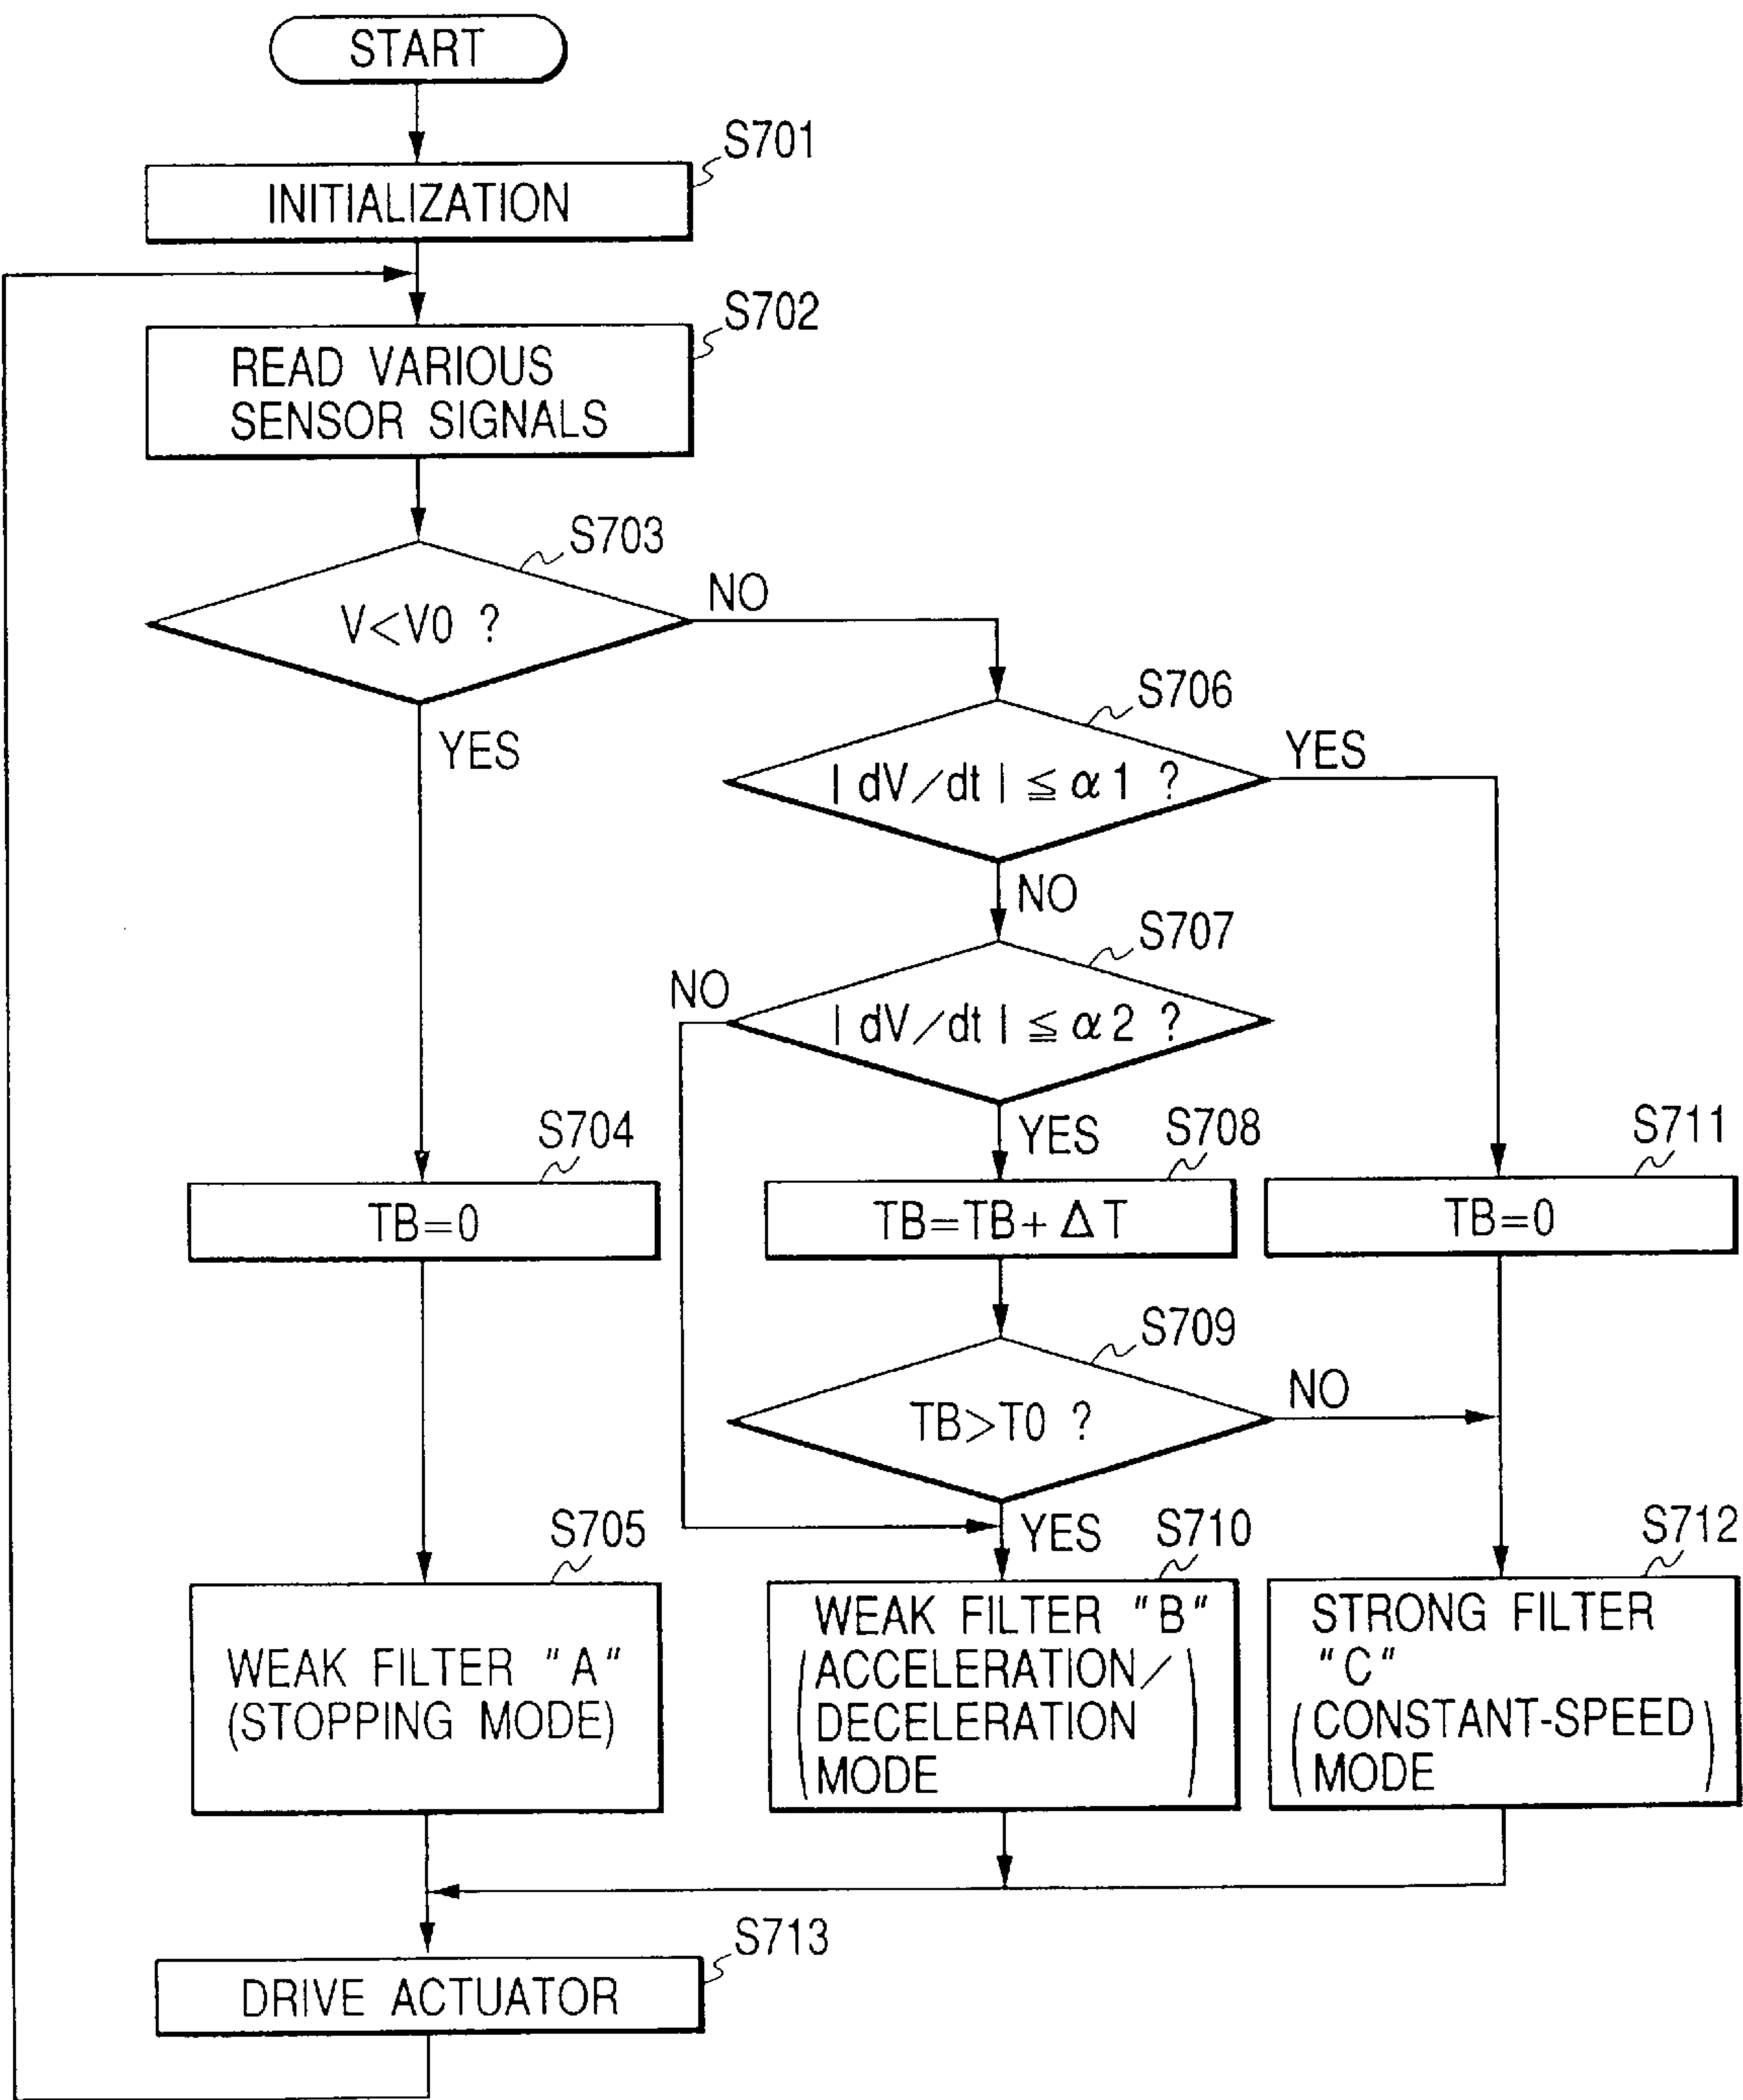 START
S701
INITIALIZATION
S702
READ VARIOUS
SENSOR SIGNALS
S703
V<V0 ?
NO
YES
S706
| dV/dt | ≦ α1 ?
YES
NO
S707
| dV/dt | ≦ α2 ?
NO
YES
S704
TB=0
S708
TB=TB+ΔT
S711
TB=0
S709
TB>T0 ?
NO
YES
S705
WEAK FILTER "A"
(STOPPING MODE)
S710
WEAK FILTER "B"
(ACCELERATION/
DECELERATION
MODE)
S712
STRONG FILTER
"C"
(CONSTANT-SPEED
MODE)
S713
DRIVE ACTUATOR